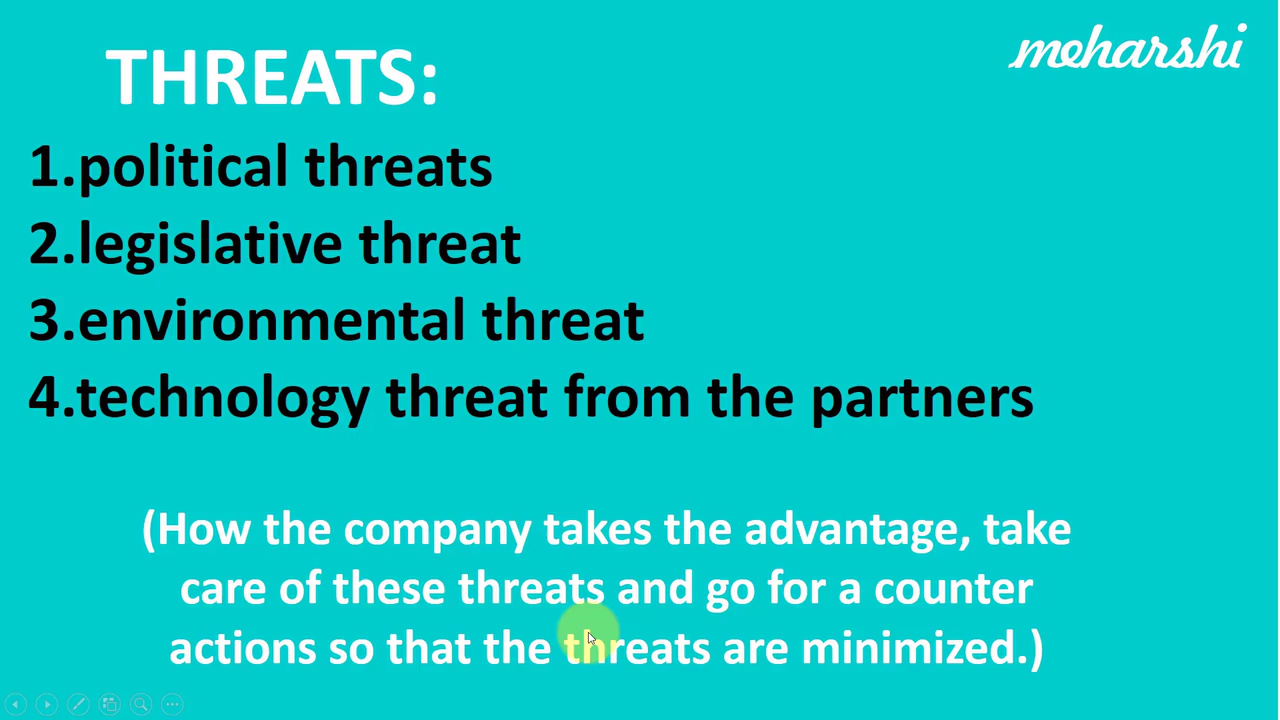 meharshi
THREATS:
1.political threats
2.legislative threat
3.environmental threat
4.technology threat from the partners
(How the company takes the advantage, take
care of these threats and go for a counter
actions so that the threats are minimized.)